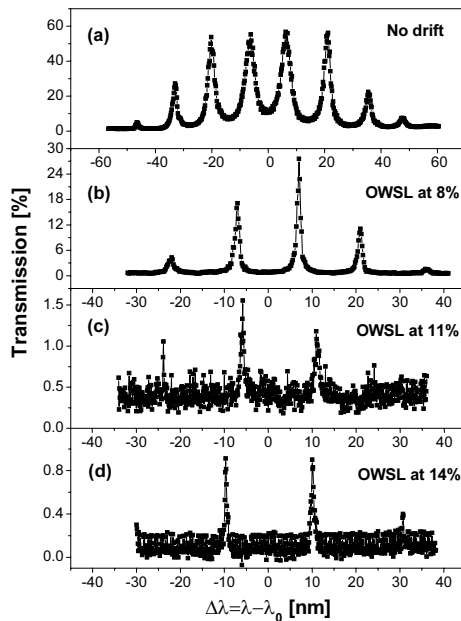 Transmission [%]
(a)
No drift
60
50
40
30
20
10
0
-60 -40 -20 0 20 40 60
(b)
OWSL at 8%
30
24
18
12
6
0
-40 -30 -20 -10 0 10 20 30 40
(c)
OWSL at 11%
1.5
1.0
0.5
0.0
-40 -30 -20 -10 0 10 20 30 40
(d)
OWSL at 14%
0.8
0.4
0.0
-40 -30 -20 -10 0 10 20 30 40
Δλ=λ−λ₀ [nm]